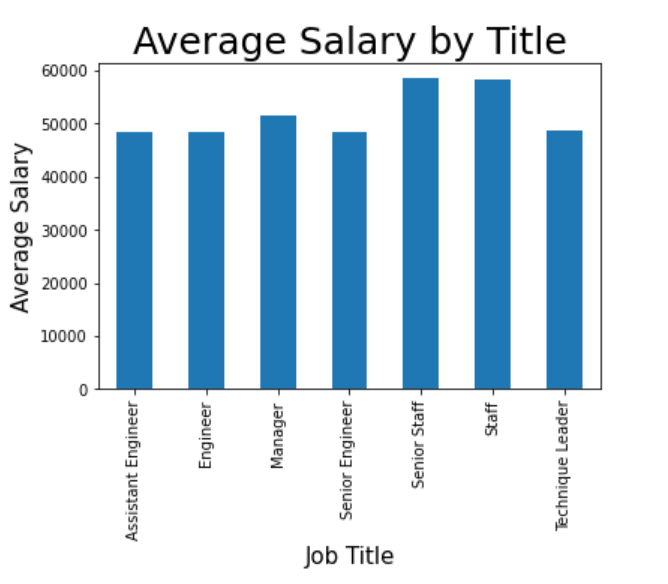 Average Salary by Title
Average Salary
60000
50000
40000
30000
20000
10000
0
Assistant Engineer
Engineer
Manager
Senior Engineer
Senior Staff
Staff
Technique Leader
Job Title